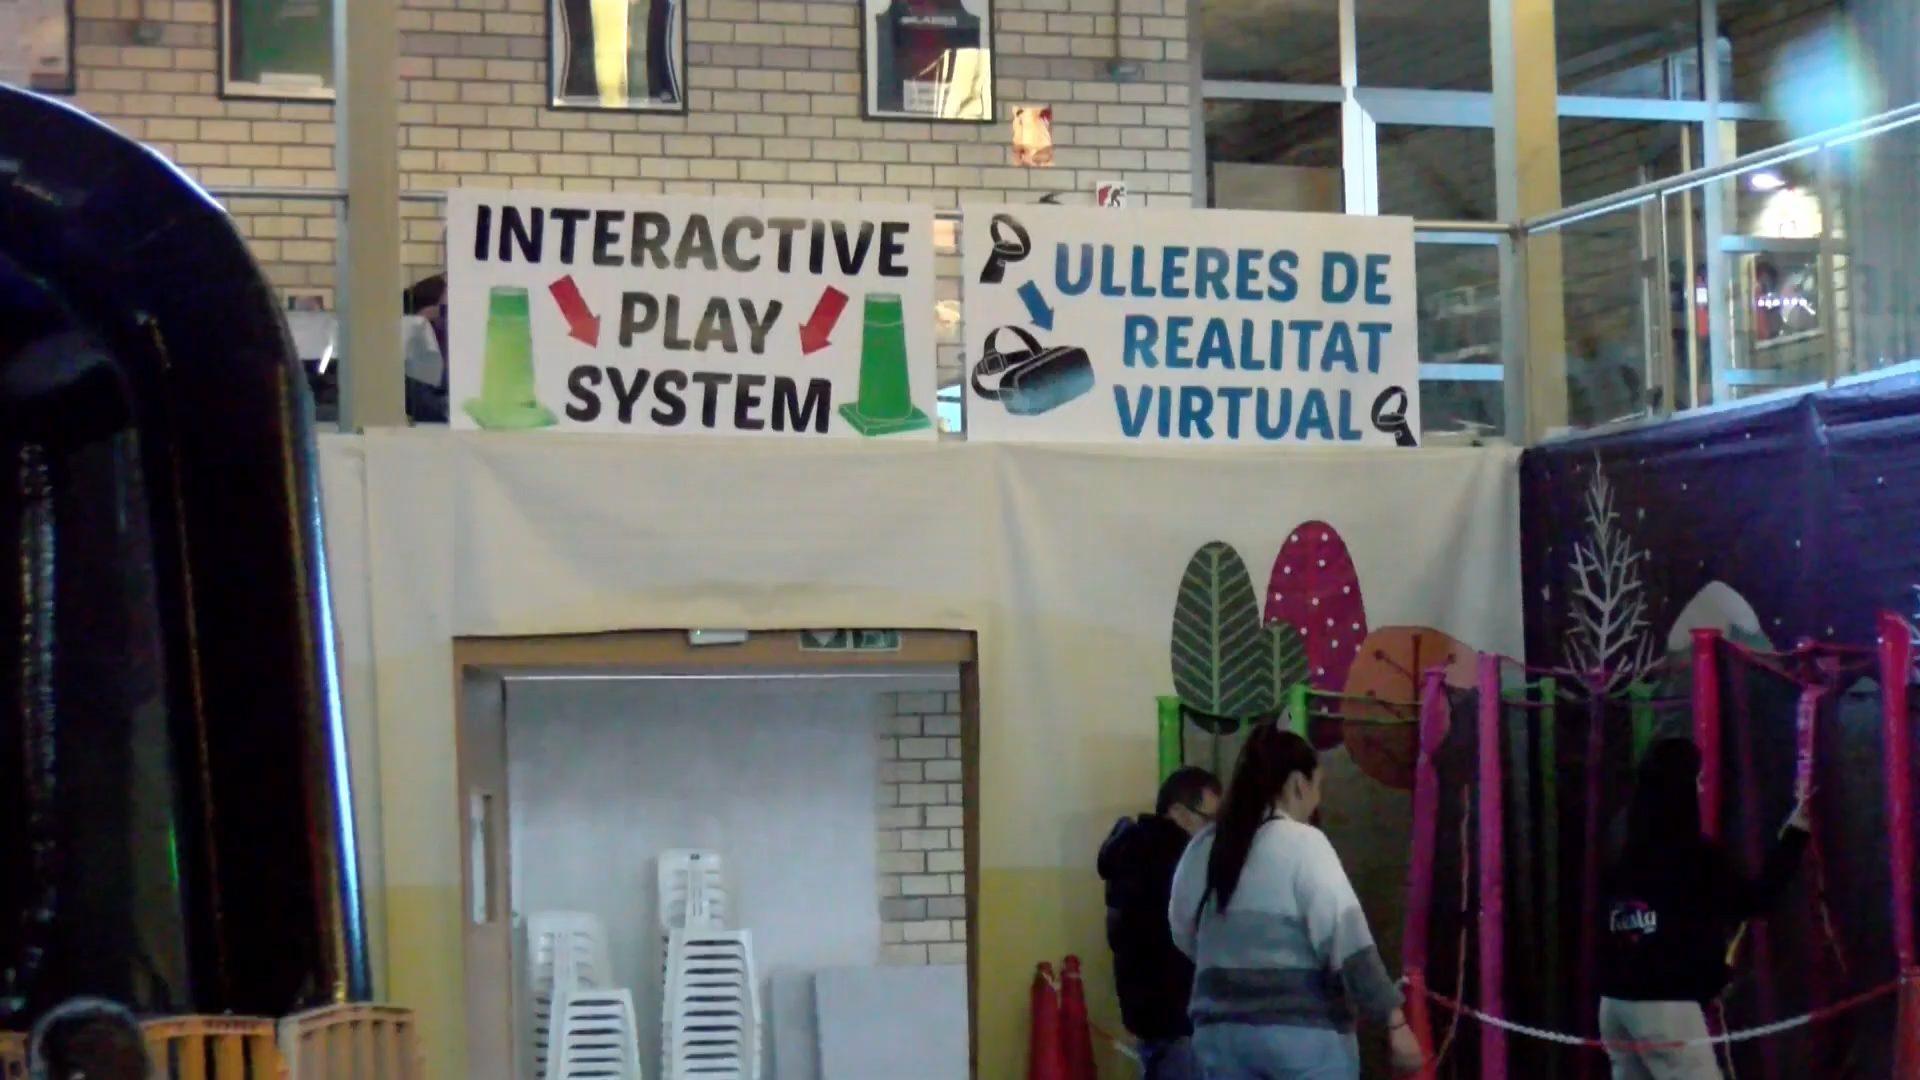 INTERACTIVE
PLAY
SYSTEM
ULLERES DE
REALITAT
VIRTUAL